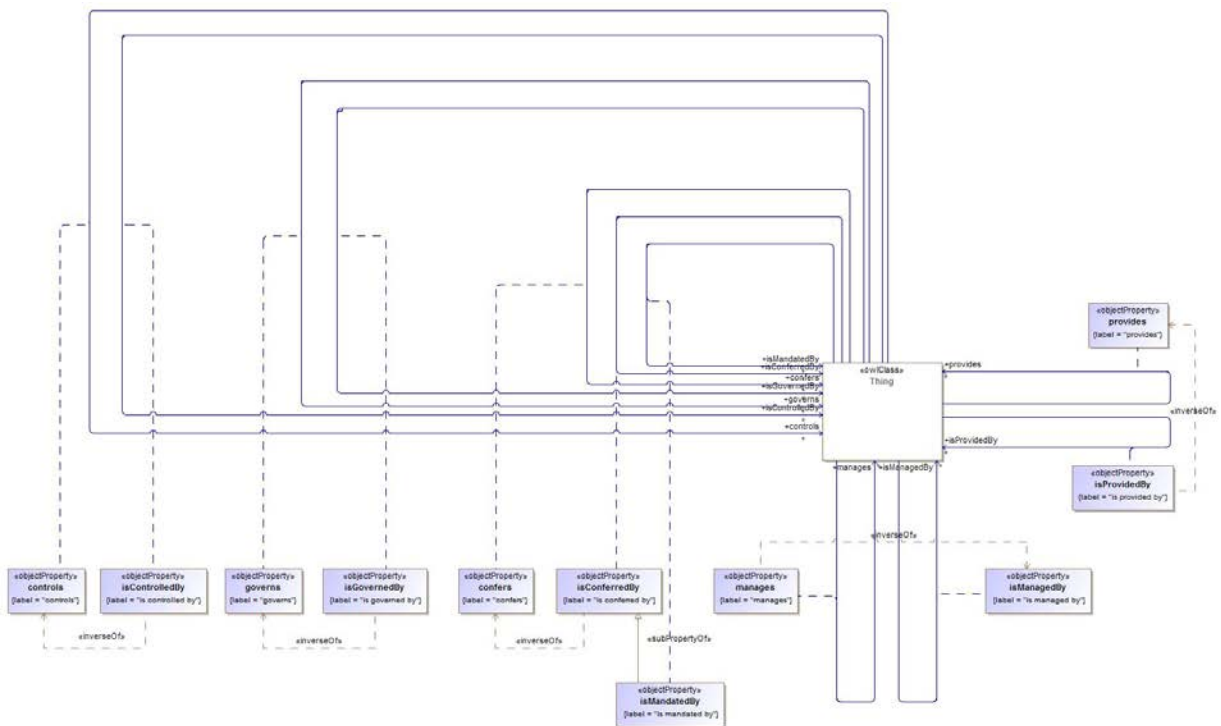 «objectProperty»
provides
{label = "provides"}
+isMandatedBy
+isConferredBy
+confers
+isGovernedBy
+governs
+isControlledBy
*
+controls
*
«owlClass»
Thing
+provides
*
«inverseOf»
+isProvidedBy
*
+manages
*
+isManagedBy
*
«objectProperty»
isProvidedBy
{label = "is provided by"}
«inverseOf»
«objectProperty»
controls
{label = "controls"}
«objectProperty»
isControlledBy
{label = "is controlled by"}
«objectProperty»
governs
{label = "governs"}
«objectProperty»
isGovernedBy
{label = "is governed by"}
«objectProperty»
confers
{label = "confers"}
«objectProperty»
isConferredBy
{label = "is conferred by"}
«objectProperty»
manages
{label = "manages"}
«objectProperty»
isManagedBy
{label = "is managed by"}
«inverseOf»
«inverseOf»
«inverseOf»
«subPropertyOf»
«objectProperty»
isMandatedBy
{label = "is mandated by"}